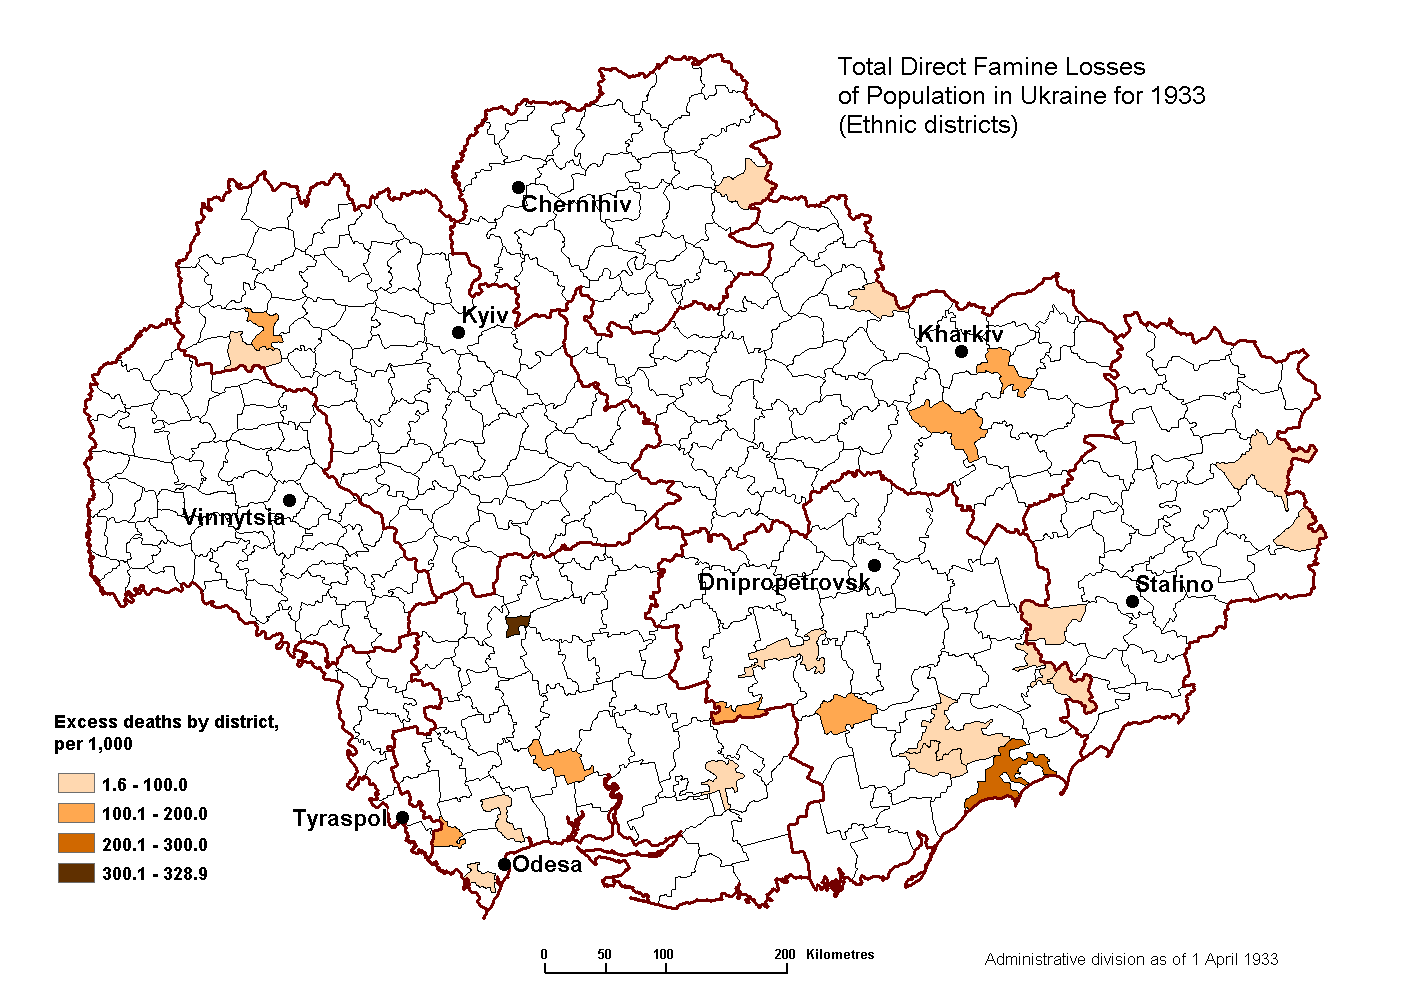 Total Direct Famine Losses
of Population in Ukraine for 1933
(Ethnic districts)
Chernihiv
Kyiv
Kharkiv
Vinnytsia
Dnipropetrovsk
Stalino
Excess deaths by district,
per 1,000
1.6 - 100.0
100.1 - 200.0
200.1 - 300.0
300.1 - 328.9
Tyraspol
Odesa
0 50 100 200 Kilometres
Administrative division as of 1 April 1933